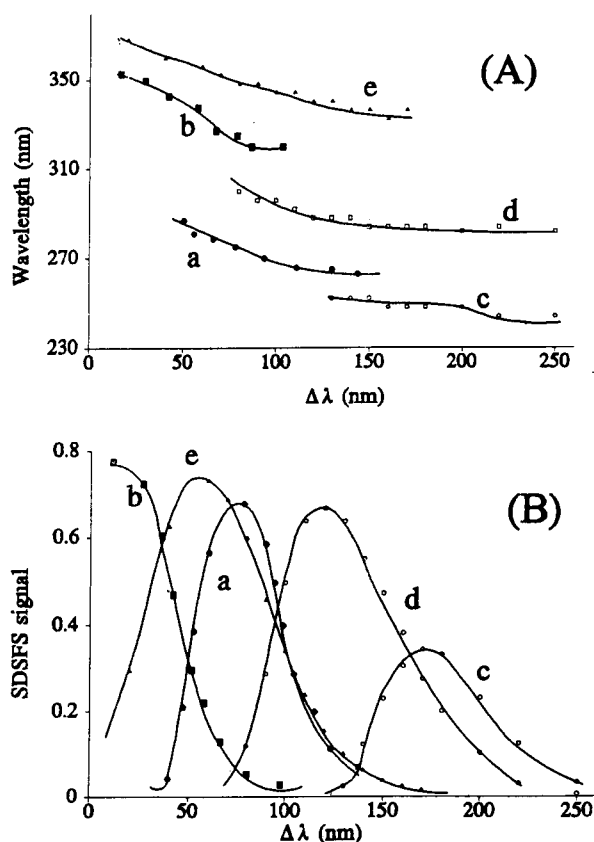 (A)
Wavelength (nm)
350
310
270
230
e
b
d
a
c
0
50
100
150
200
250
Δλ (nm)
(B)
SDSFS signal
0.8
0.6
0.4
0.2
0
e
b
a
d
c
0
50
100
150
200
250
Δλ (nm)